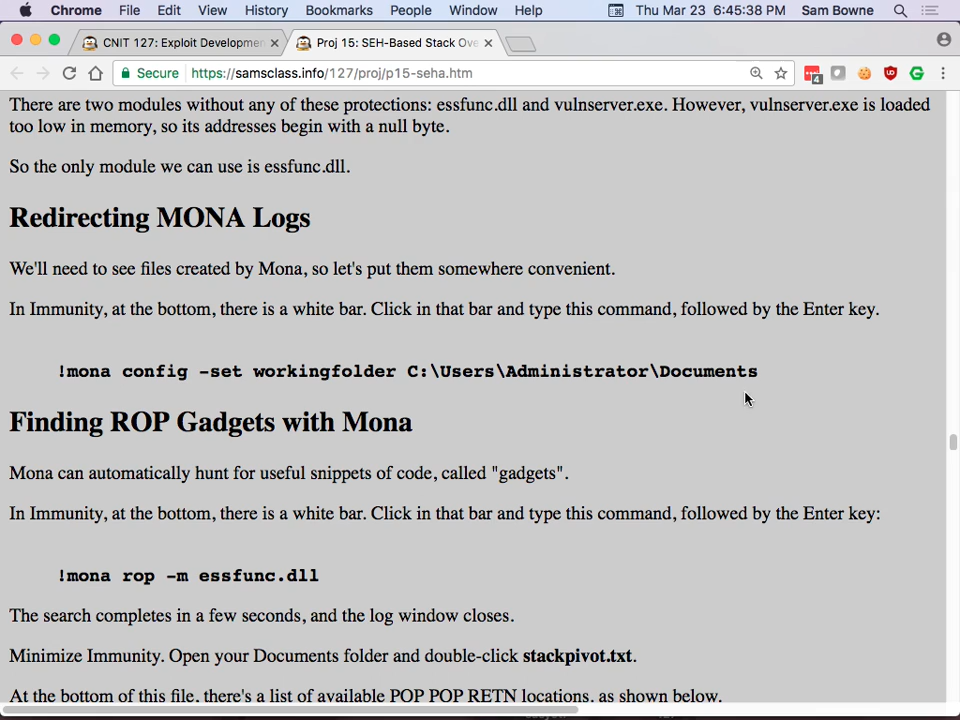 Chrome File Edit View History Bookmarks People Window Help Thu Mar 23 6:45:38 PM Sam Bowne
CNIT 127: Exploit Developmen Proj 15: SEH-Based Stack Ove
Secure https://samsclass.info/127/proj/p15-seha.htm
There are two modules without any of these protections: essfunc.dll and vulnserver.exe. However, vulnserver.exe is loaded
too low in memory, so its addresses begin with a null byte.
So the only module we can use is essfunc.dll.
Redirecting MONA Logs
We'll need to see files created by Mona, so let's put them somewhere convenient.
In Immunity, at the bottom, there is a white bar. Click in that bar and type this command, followed by the Enter key.
!mona config -set workingfolder C:\Users\Administrator\Documents
Finding ROP Gadgets with Mona
Mona can automatically hunt for useful snippets of code, called "gadgets".
In Immunity, at the bottom, there is a white bar. Click in that bar and type this command, followed by the Enter key:
!mona rop -m essfunc.dll
The search completes in a few seconds, and the log window closes.
Minimize Immunity. Open your Documents folder and double-click stackpivot.txt.
At the bottom of this file, there's a list of available POP POP RETN locations, as shown below.